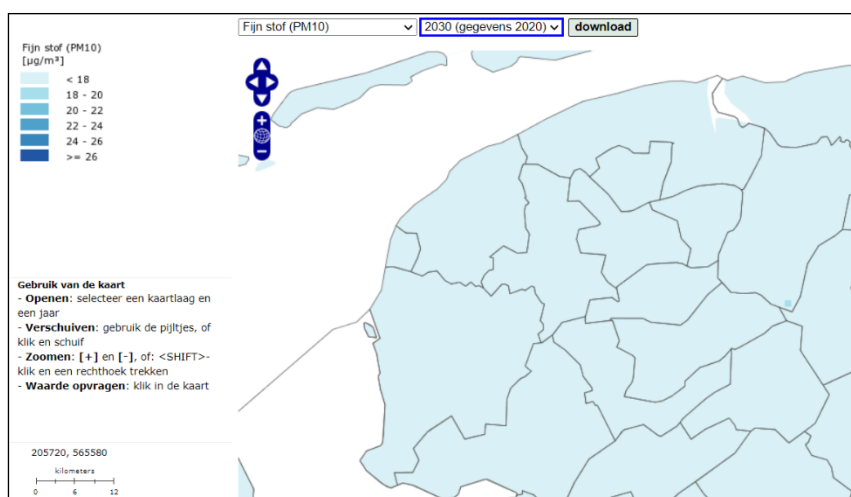 Fijn stof (PM10)
2030 (gegevens 2020)
download
Fijn stof (PM10)
[µg/m³]
< 18
18 - 20
20 - 22
22 - 24
24 - 26
>= 26
Gebruik van de kaart
- Openen: selecteer een kaartlaag en
een jaar
- Verschuiven: gebruik de pijltjes, of
klik en schuif
- Zoomen: [+] en [-], of: <SHIFT>-
klik en een rechthoek trekken
- Waarde opvragen: klik in de kaart
205720, 565580
kilometers
0 6 12